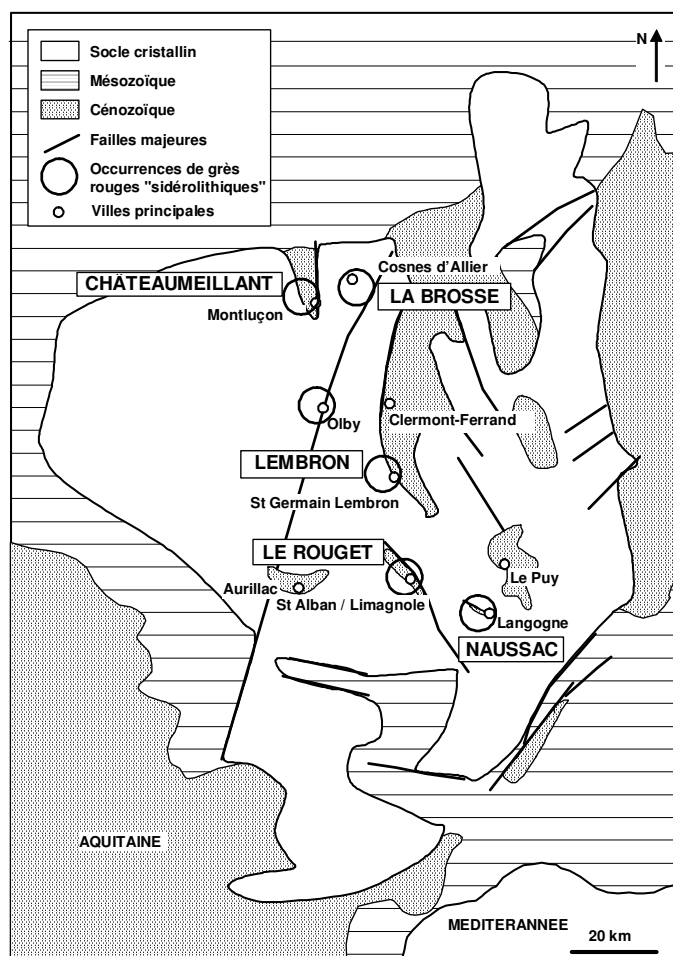 N
Socle cristallin
Mésozoïque
Cénozoïque
Failles majeures
Occurrences de grès
rouges "sidérolithiques"
Villes principales
Cosnes d'Allier
CHÂTEAUMEILLANT
LA BROSSE
Montluçon
Olby
Clermont-Ferrand
LEMBRON
St Germain Lembron
LE ROUGET
Le Puy
Aurillac
St Alban / Limagnole
Langogne
NAUSSAC
AQUITAINE
MEDITERANNEE
20 km